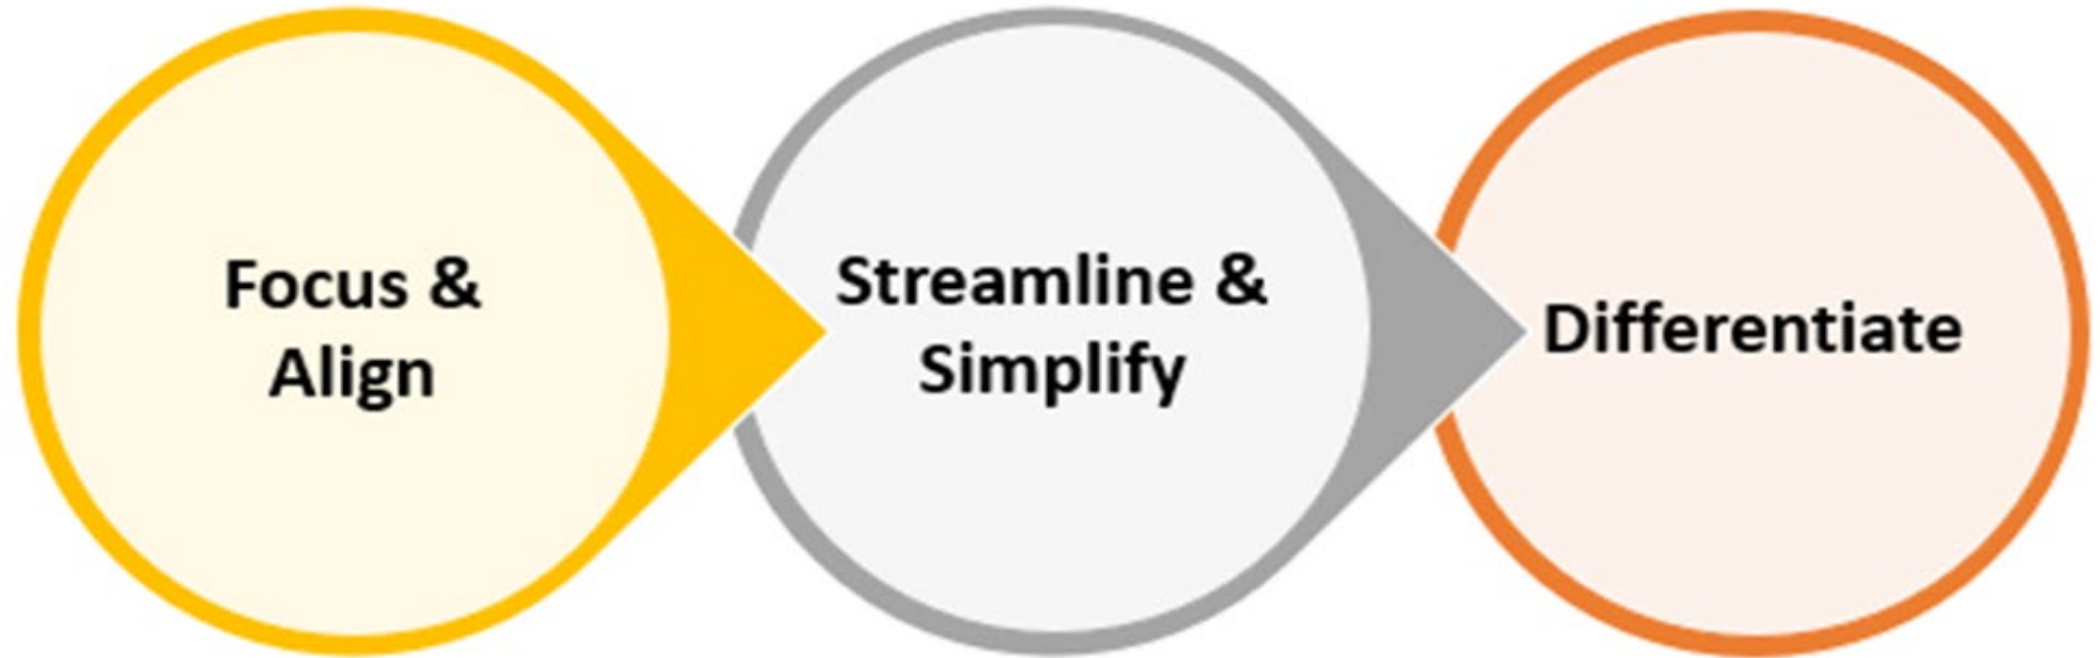 Focus &
Align
Streamline &
Simplify
Differentiate